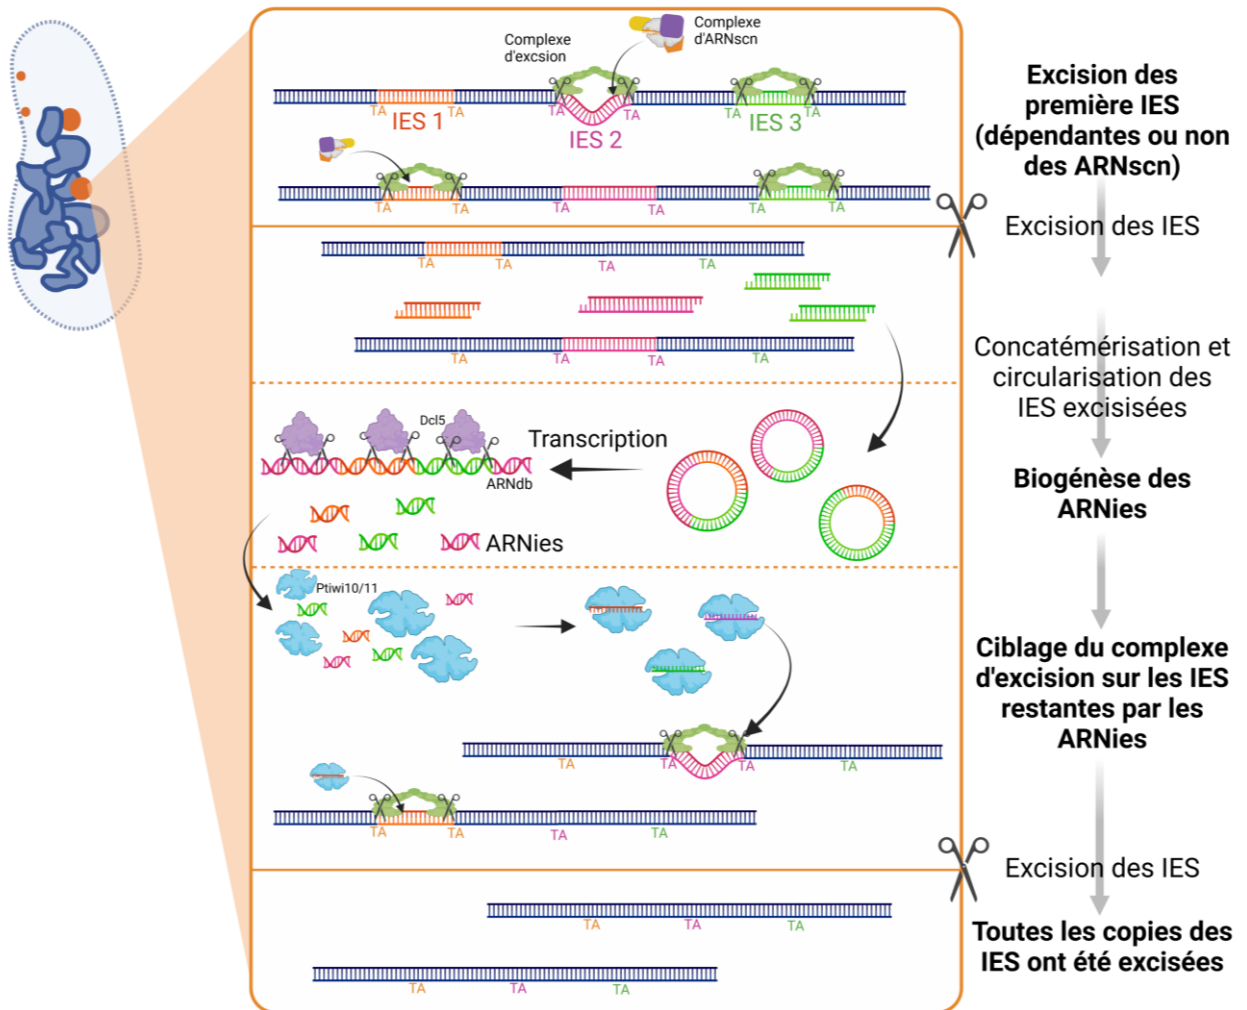 Complexe
d'excsion
Complexe
d'ARNscn
TA
IES 1
TA
TA
IES 2
TA
TA
IES 3
TA
TA
TA
TA
TA
TA
TA
Excision des
première IES
(dépendantes ou non
des ARNscn)
Excision des IES
TA
TA
TA
TA
TA
TA
TA
TA
Concatémérisation et
circularisation des
IES excisisées
Dcl5
ARNdb
Transcription
ARNies
Biogénèse des
ARNies
Ptiwi10/11
TA
TA
TA
TA
TA
TA
TA
TA
Ciblage du complexe
d'excision sur les IES
restantes par les
ARNies
Excision des IES
TA
TA
TA
TA
TA
TA
Toutes les copies des
IES ont été excisées